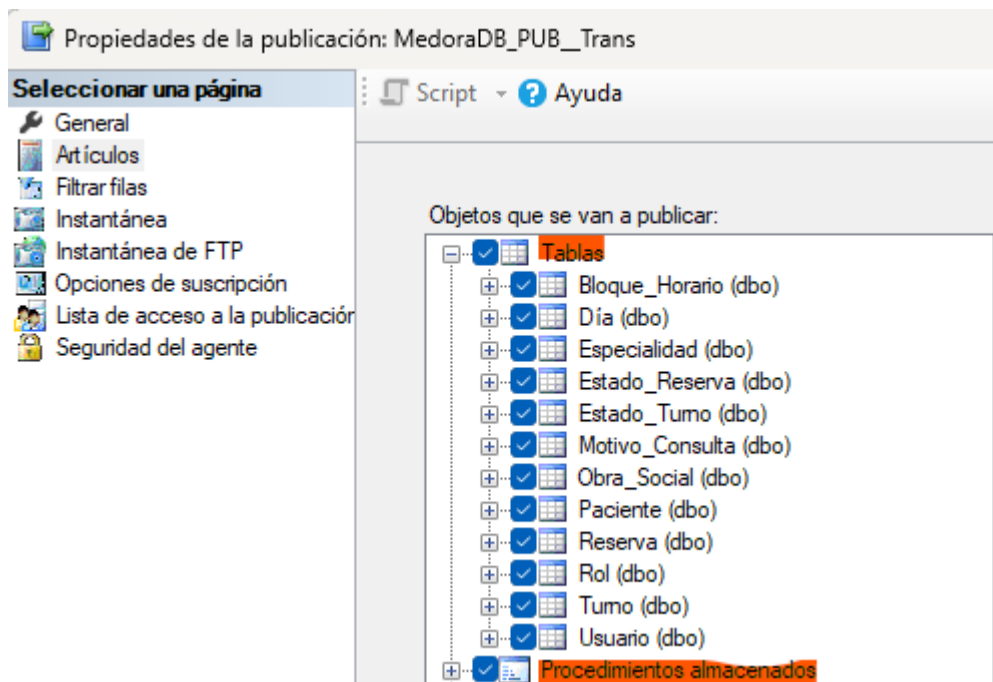 Propiedades de la publicación: MedoraDB_PUB__Trans
Seleccionar una página
Script
Ayuda
General
Artículos
Filtrar filas
Instantánea
Instantánea de FTP
Opciones de suscripción
Lista de acceso a la publicación
Seguridad del agente
Objetos que se van a publicar:
Tablas
Bloque_Horario (dbo)
Día (dbo)
Especialidad (dbo)
Estado_Reserva (dbo)
Estado_Turno (dbo)
Motivo_Consulta (dbo)
Obra_Social (dbo)
Paciente (dbo)
Reserva (dbo)
Rol (dbo)
Turno (dbo)
Usuario (dbo)
Procedimientos almacenados